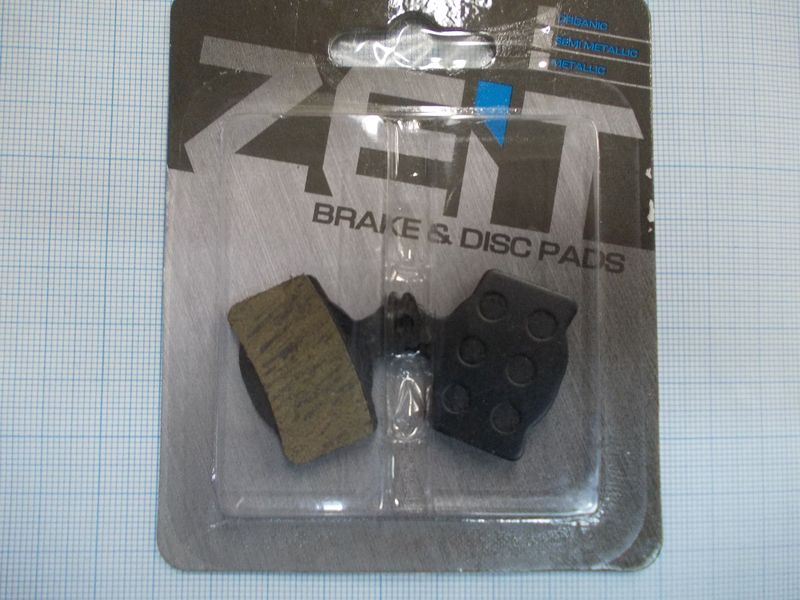 ORGANIC
SEMI METALLIC
METALLIC
ZEIT
BRAKE & DISC PADS